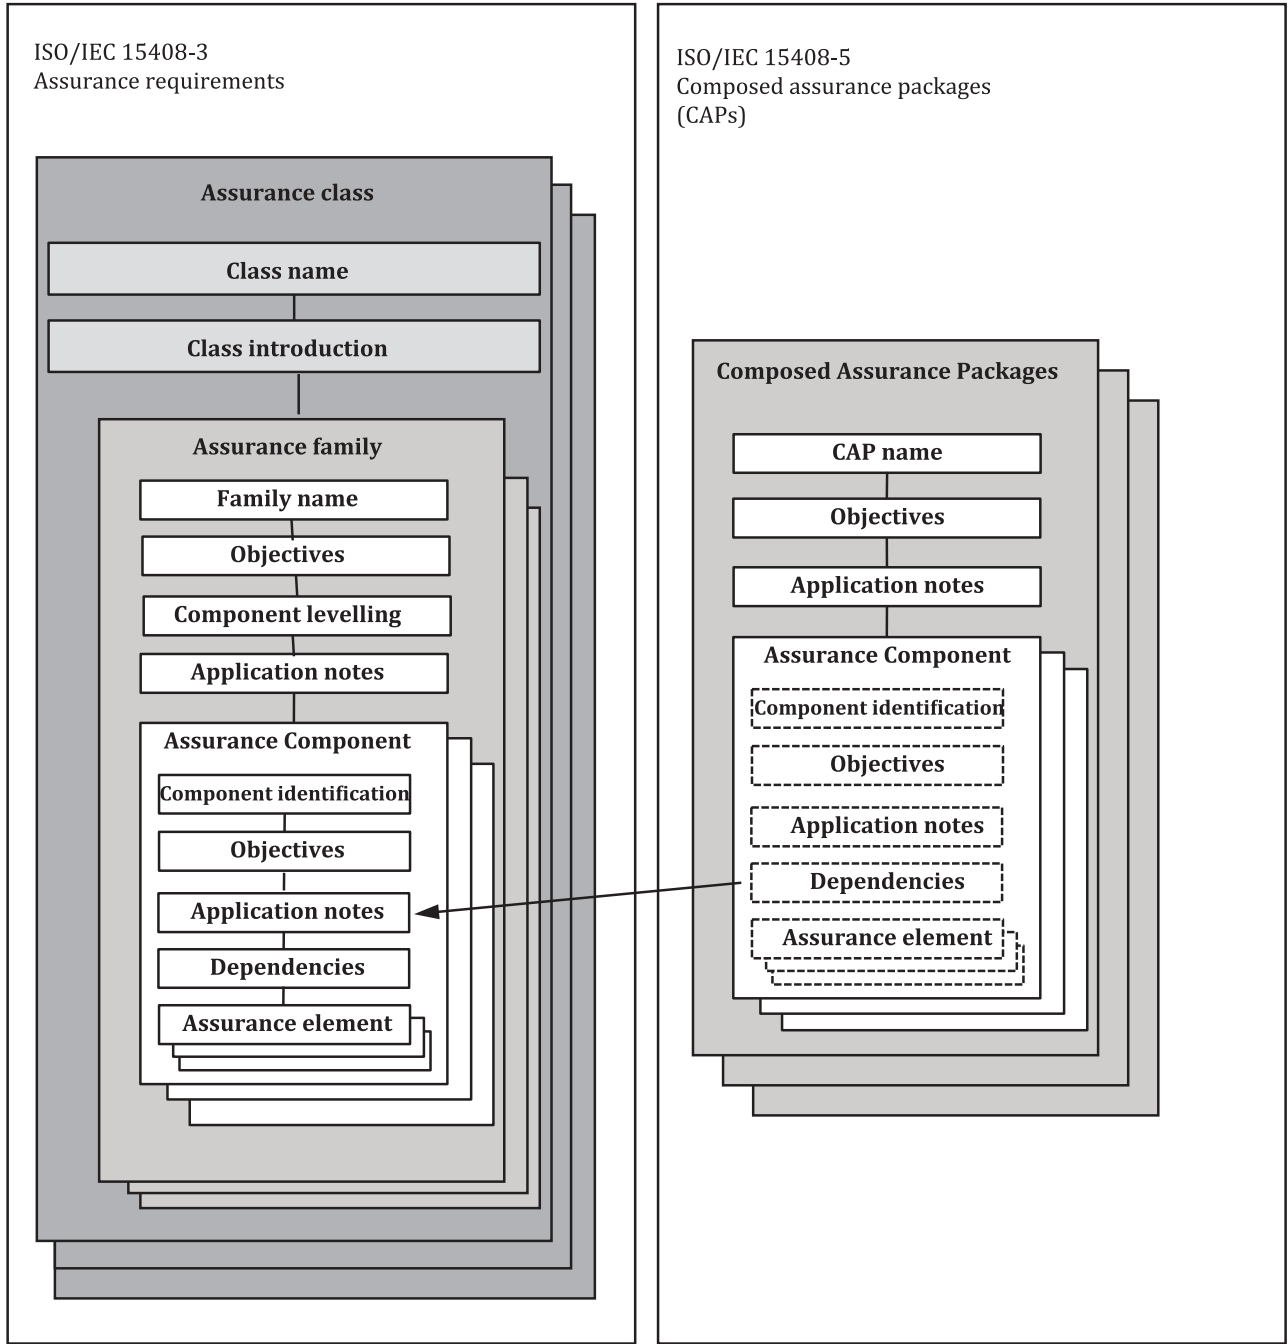 ISO/IEC 15408-3
Assurance requirements
Assurance class
Class name
Class introduction
Assurance family
Family name
Objectives
Component levelling
Application notes
Assurance Component
Component identification
Objectives
Application notes
Dependencies
Assurance element
ISO/IEC 15408-5
Composed assurance packages
(CAPs)
Composed Assurance Packages
CAP name
Objectives
Application notes
Assurance Component
Component identification
Objectives
Application notes
Dependencies
Assurance element